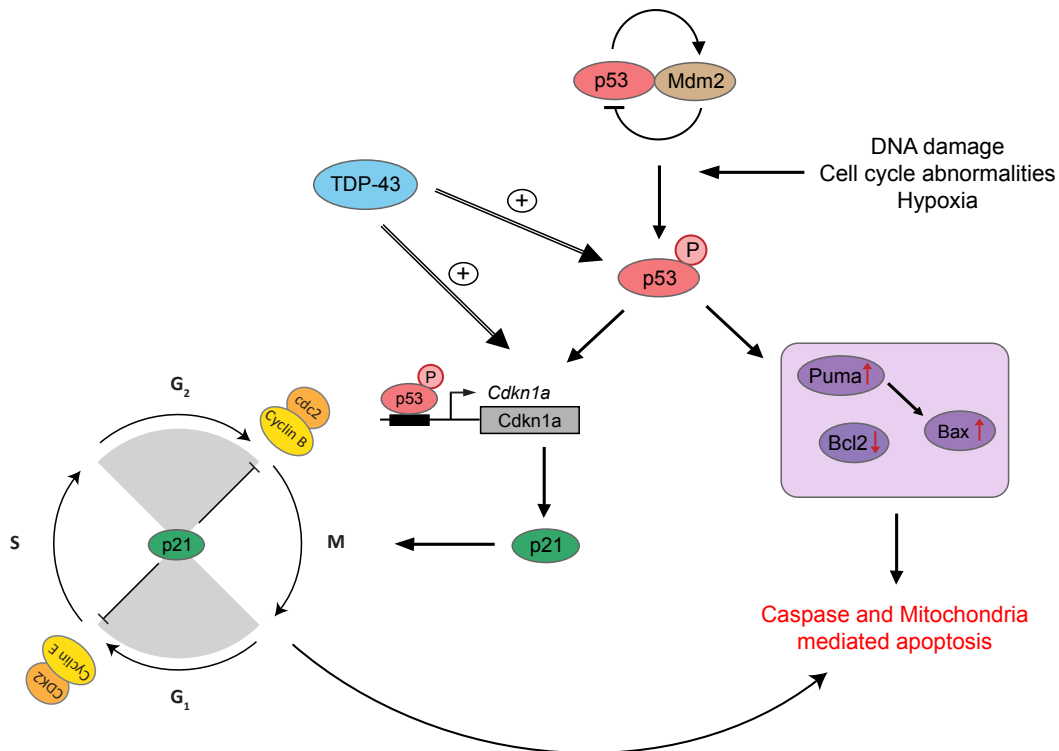 p53
Mdm2
DNA damage
Cell cycle abnormalities
Hypoxia
TDP-43
+
+
P
p53
P
p53
Cdkn1a
Cdkn1a
Puma
Bcl2
Bax
G2
cdc2
Cyclin B
S
p21
M
p21
Cyclin E
CDK2
G1
Caspase and Mitochondria
mediated apoptosis